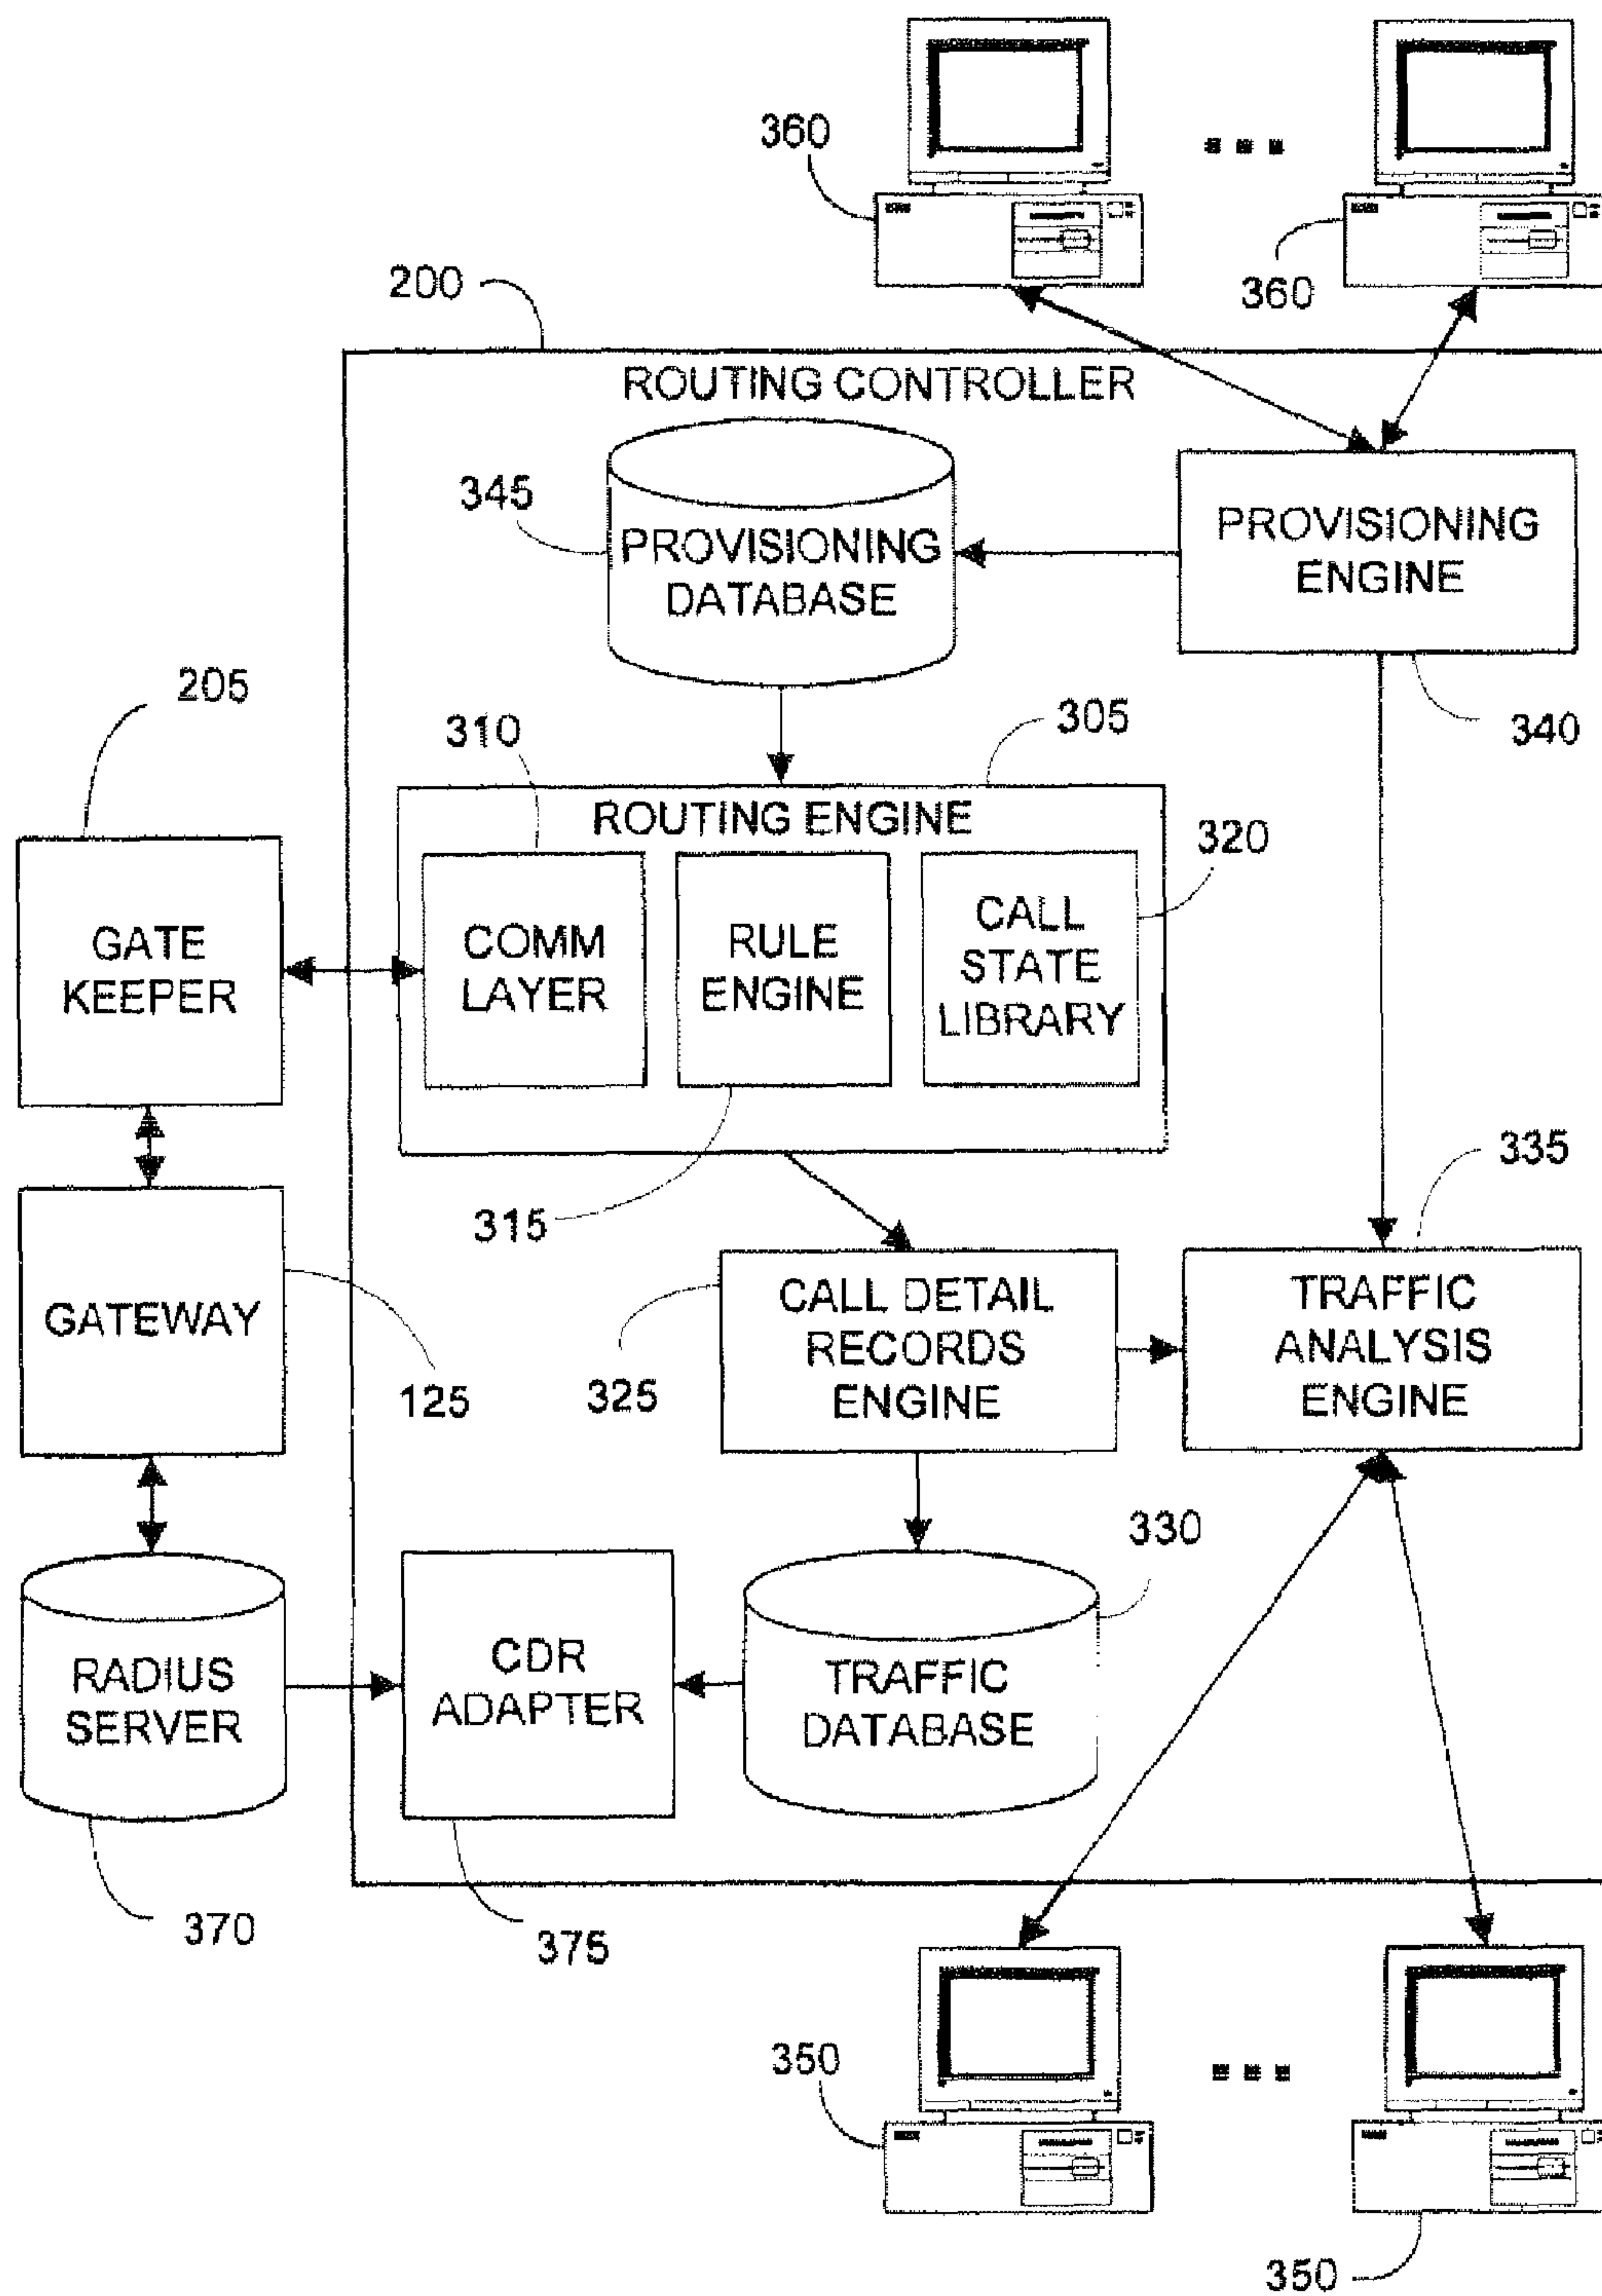 360
360
200
ROUTING CONTROLLER
345
PROVISIONING
DATABASE
PROVISIONING
ENGINE
205
310
305
340
ROUTING ENGINE
320
GATE
KEEPER
COMM
LAYER
RULE
ENGINE
CALL
STATE
LIBRARY
335
315
GATEWAY
CALL DETAIL
RECORDS
ENGINE
TRAFFIC
ANALYSIS
ENGINE
125
325
330
RADIUS
SERVER
CDR
ADAPTER
TRAFFIC
DATABASE
370
375
350
350